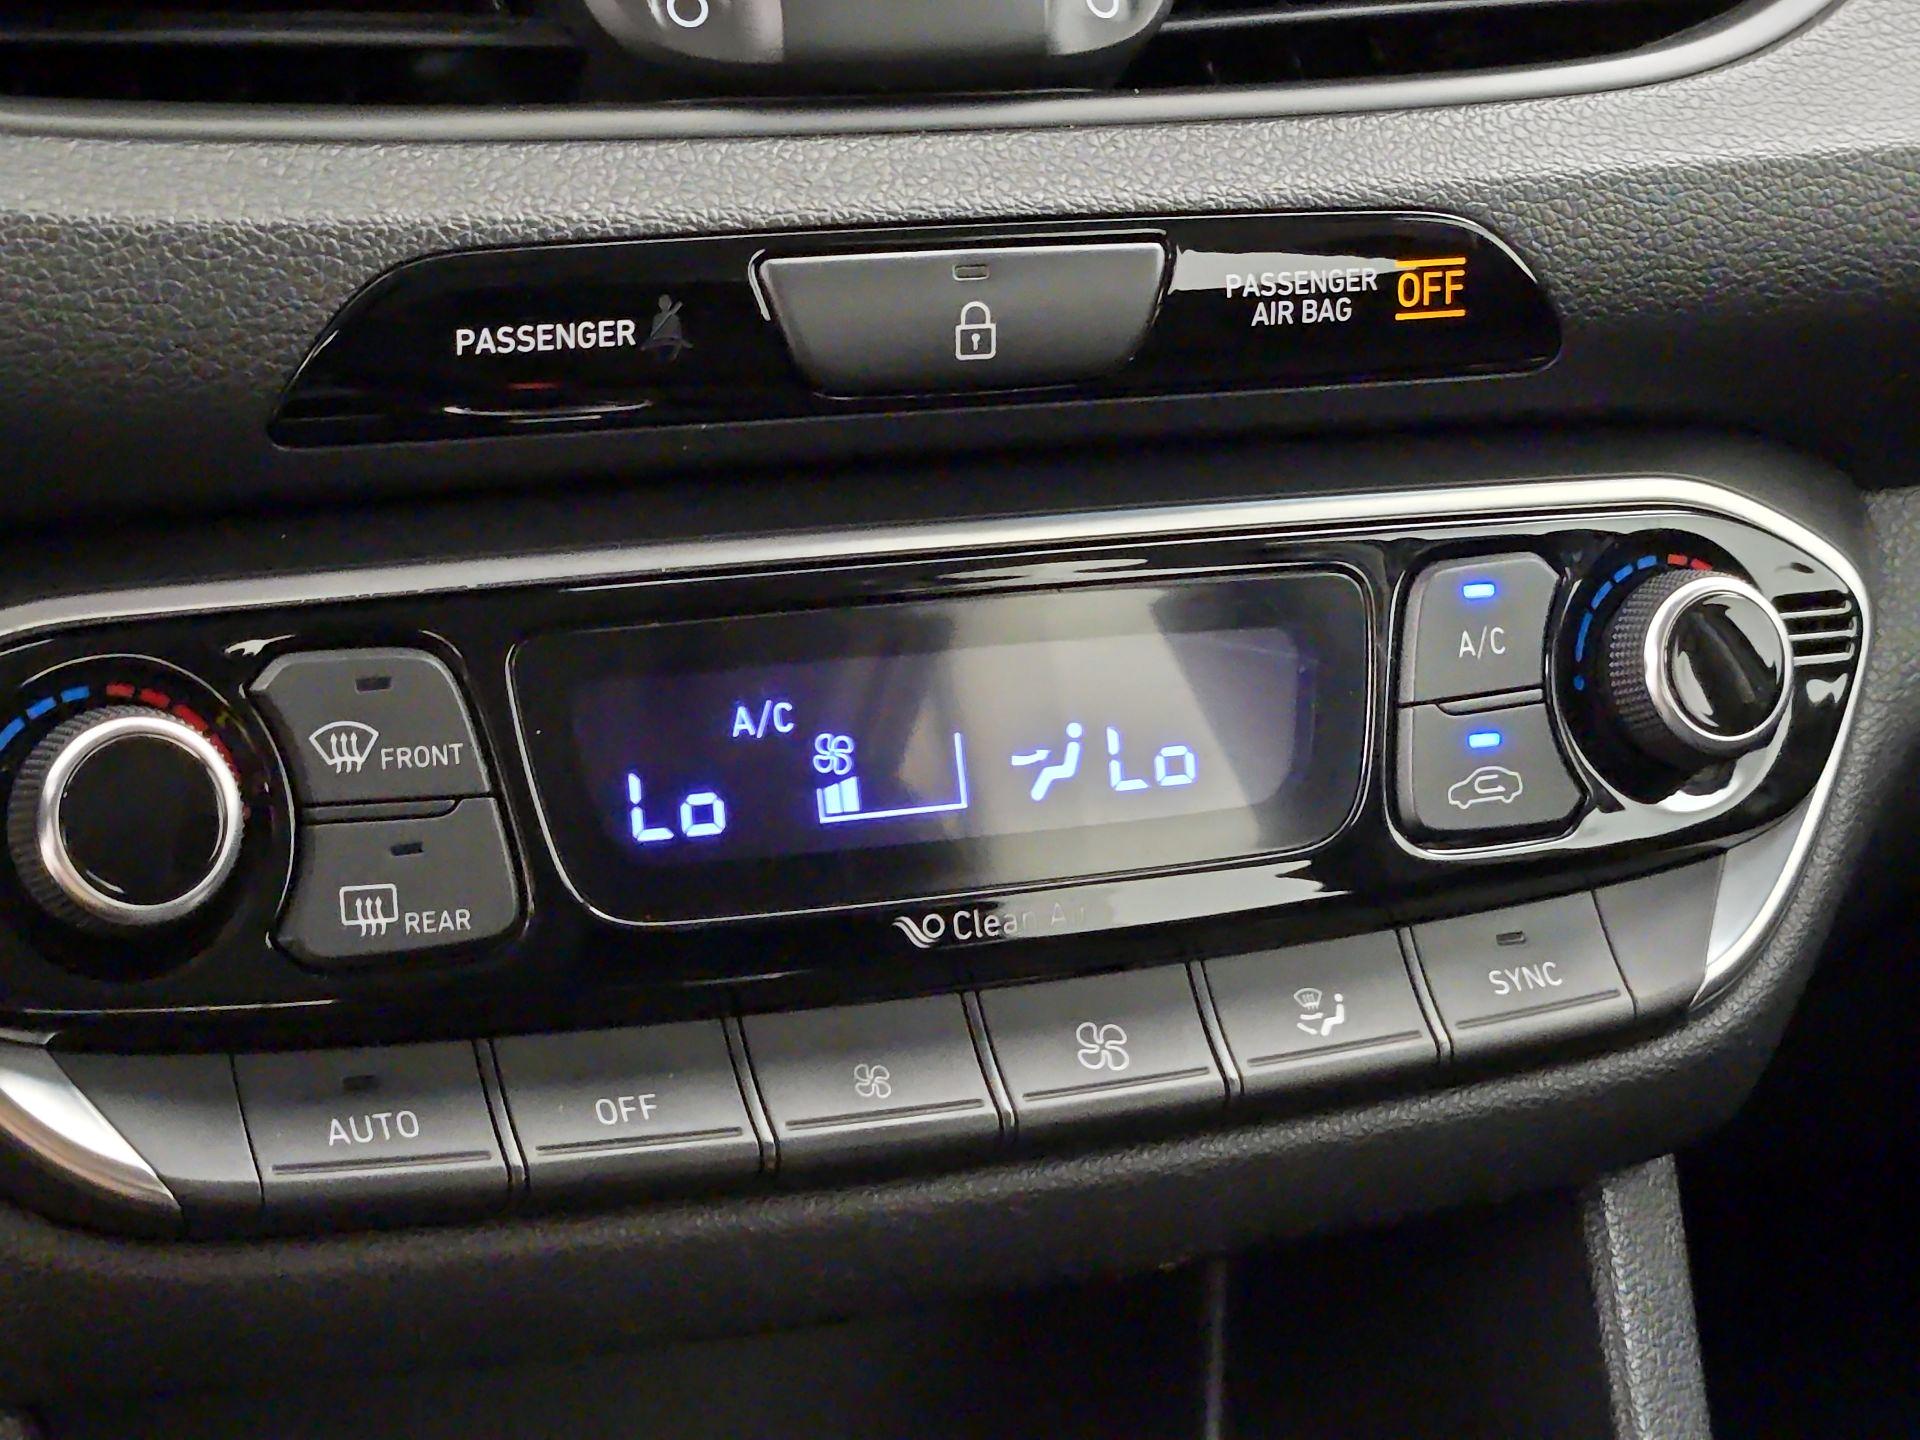 PASSENGER
PASSENGER
AIR BAG
OFF
A/C
FRONT
A/C
Lo
Lo
REAR
Clean Air
AUTO
OFF
SYNC